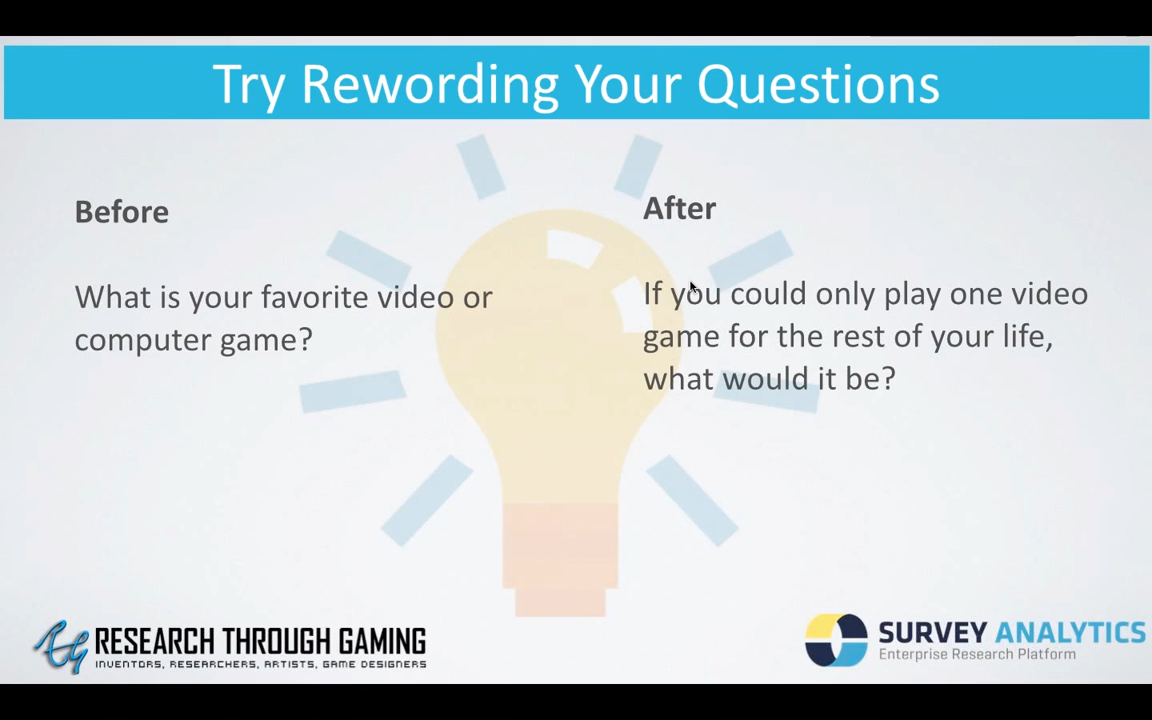 Try Rewording Your Questions
Before
What is your favorite video or
computer game?
After
If you could only play one video
game for the rest of your life,
what would it be?
RTG RESEARCH THROUGH GAMING
INVENTORS, RESEARCHERS, ARTISTS, GAME DESIGNERS
SURVEY ANALYTICS
Enterprise Research Platform